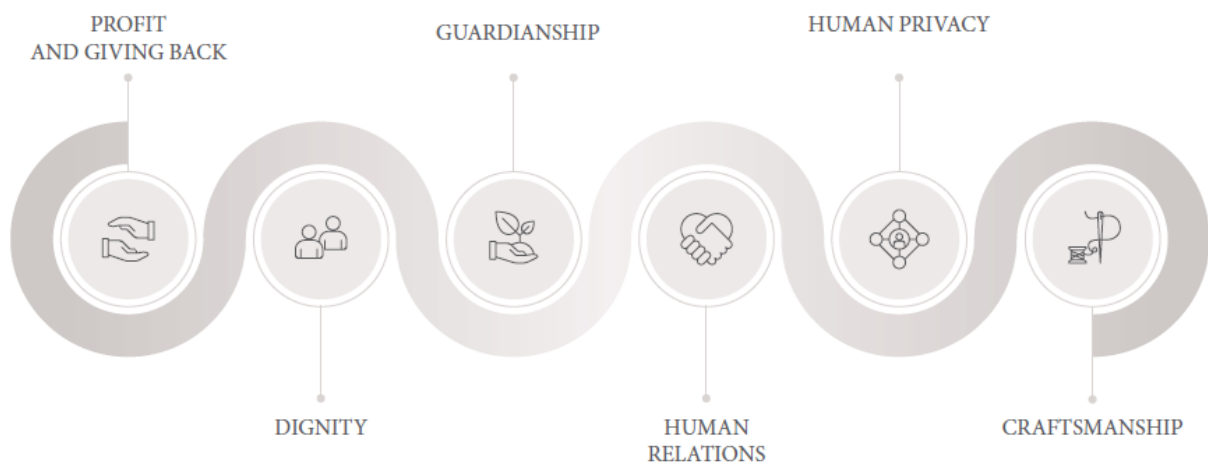 PROFIT
AND GIVING BACK
GUARDIANSHIP
HUMAN PRIVACY
DIGNITY
HUMAN
RELATIONS
CRAFTSMANSHIP